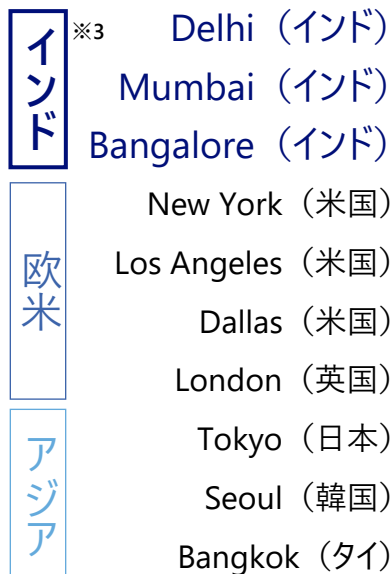 インド
※3
Delhi（インド）
Mumbai（インド）
Bangalore（インド）
欧米
New York（米国）
Los Angeles（米国）
Dallas（米国）
London（英国）
アジア
Tokyo（日本）
Seoul（韓国）
Bangkok（タイ）